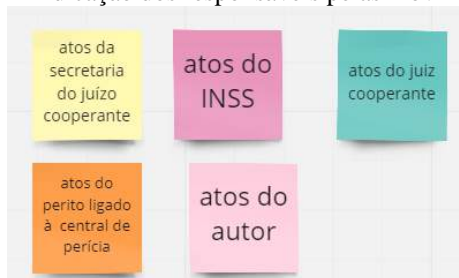 atos da
secretaria
do juízo
cooperante
atos do
INSS
atos do juiz
cooperante
atos do
perito ligado
à central de
perícia
atos do
autor